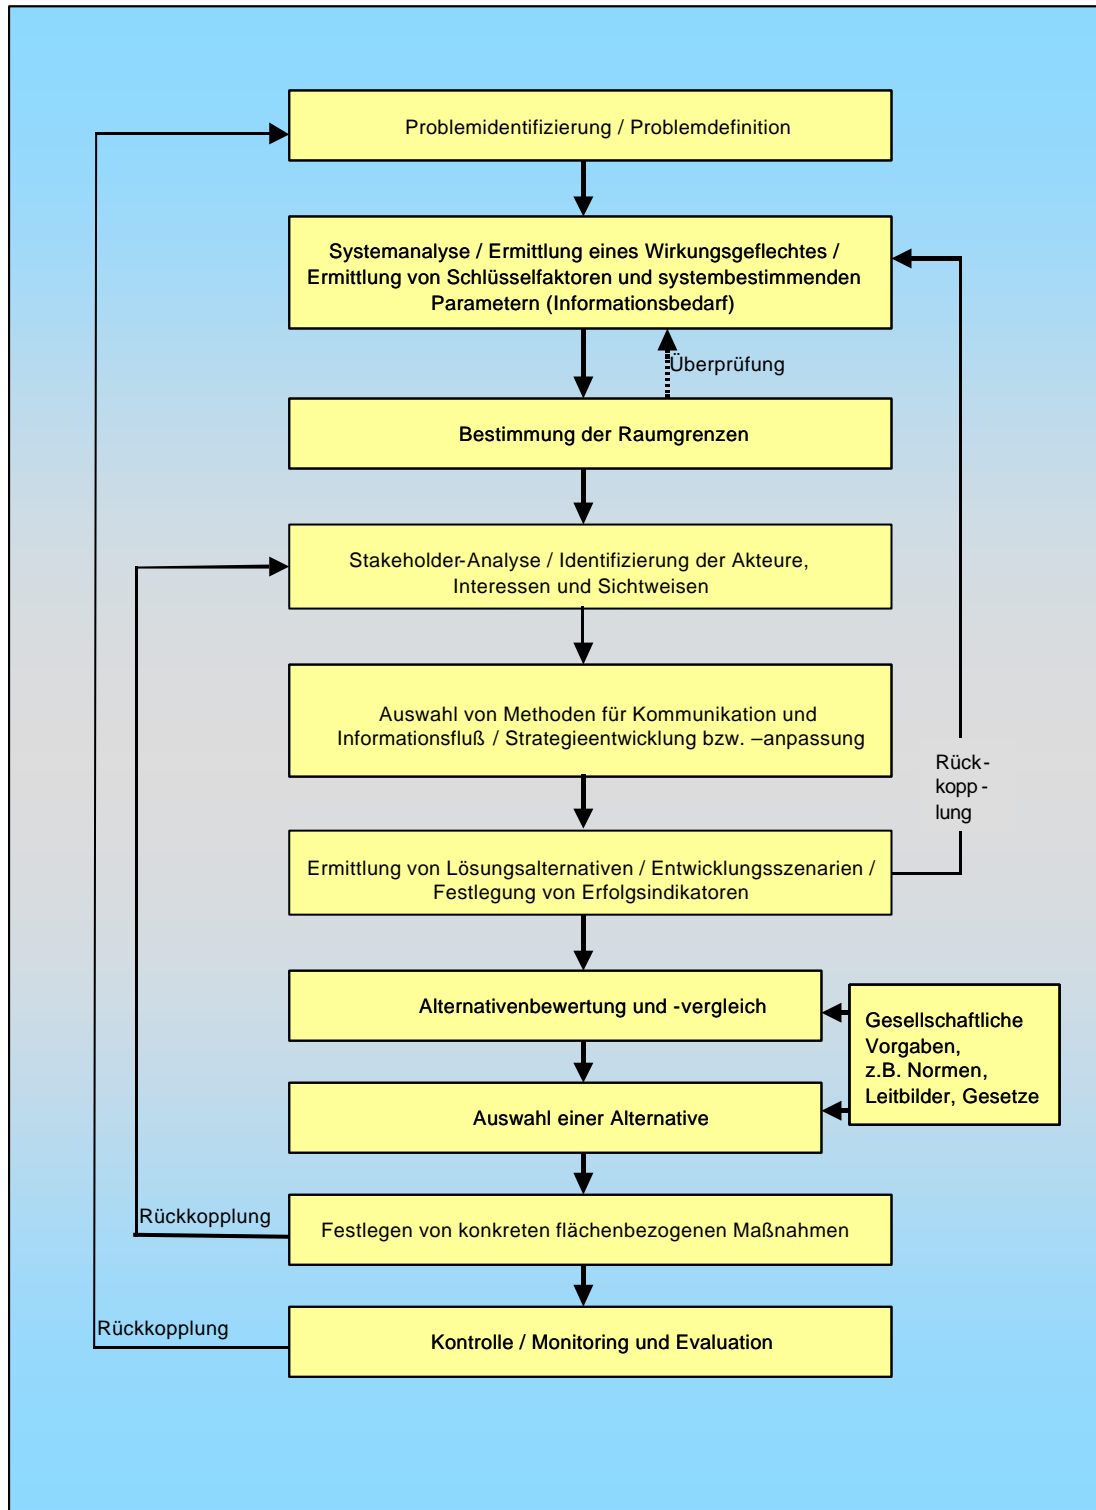 Problemidentifizierung / Problemdefinition
Systemanalyse / Ermittlung eines Wirkungsgeflechtes /
Ermittlung von Schlüsselfaktoren und systembestimmenden
Parametern (Informationsbedarf)
Überprüfung
Bestimmung der Raumgrenzen
Stakeholder-Analyse / Identifizierung der Akteure,
Interessen und Sichtweisen
Auswahl von Methoden für Kommunikation und
Informationsfluß / Strategieentwicklung bzw. –anpassung
Rück-
kopp -
lung
Ermittlung von Lösungsalternativen / Entwicklungsszenarien /
Festlegung von Erfolgsindikatoren
Alternativenbewertung und -vergleich
Gesellschaftliche
Vorgaben,
z.B. Normen,
Leitbilder, Gesetze
Auswahl einer Alternative
Rückkopplung
Festlegen von konkreten flächenbezogenen Maßnahmen
Rückkopplung
Kontrolle / Monitoring und Evaluation